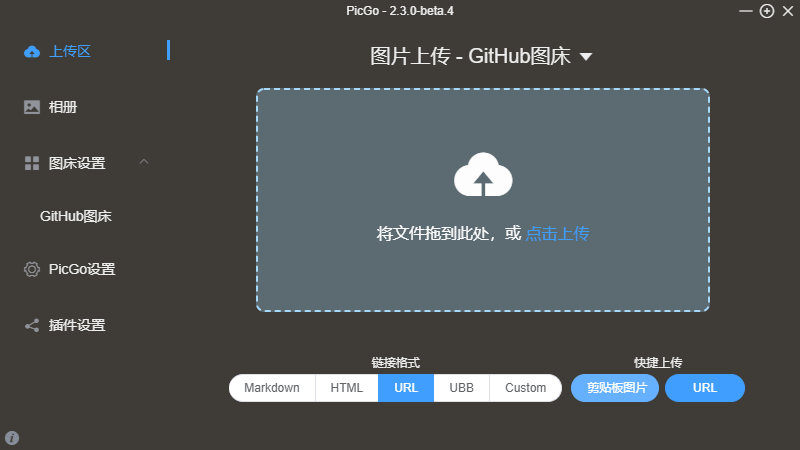 PicGo - 2.3.0-beta.4
上传区
相册
图床设置
GitHub图床
PicGo设置
插件设置
图片上传 - GitHub图床
将文件拖到此处，或 点击上传
链接格式
Markdown HTML URL UBB Custom
快捷上传
剪贴板图片 URL